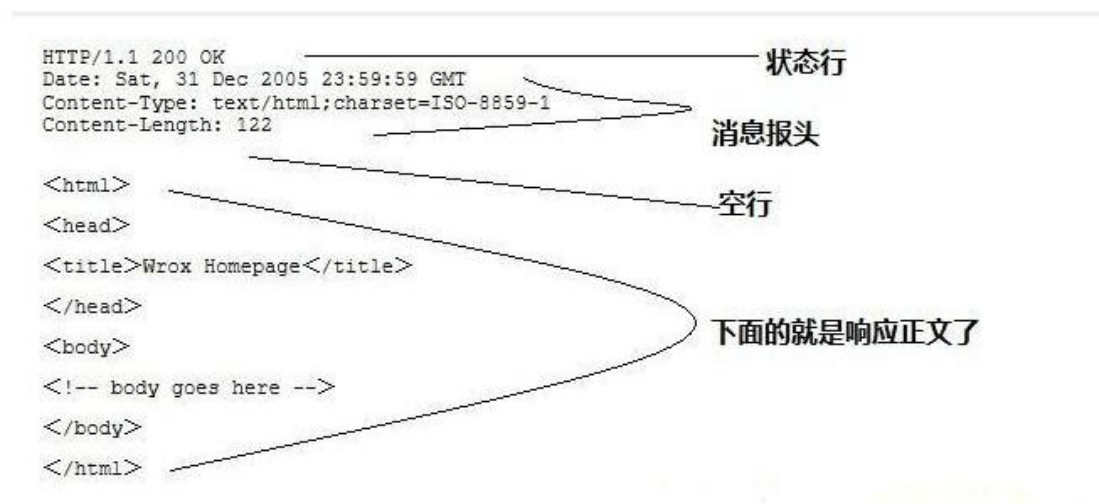 HTTP/1.1 200 OK
状态行
Date: Sat, 31 Dec 2005 23:59:59 GMT
Content-Type: text/html;charset=ISO-8859-1
Content-Length: 122
消息报头
空行
<html>
<head>
<title>Wrox Homepage</title>
</head>
<body>
<!-- body goes here -->
</body>
</html>
下面的就是响应正文了